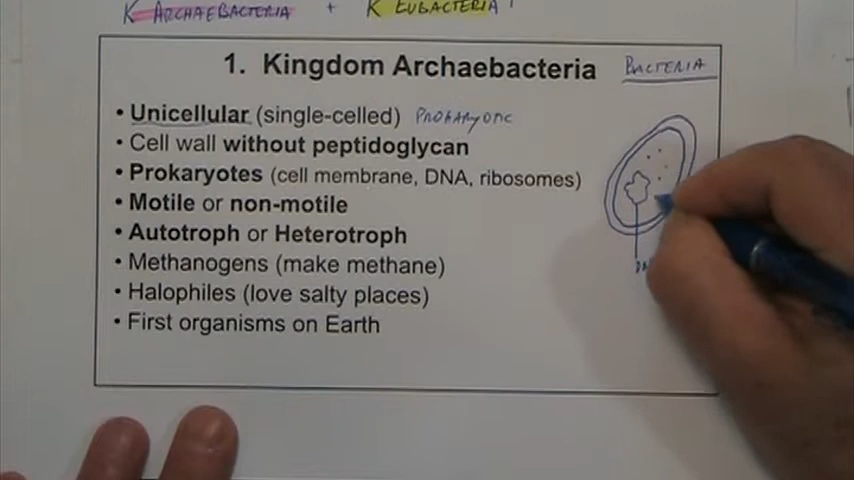 K ARCHAEBACTERIA + K EUBACTERIA
1. Kingdom Archaebacteria BACTERIA
• Unicellular (single-celled) PROKARYOTIC
• Cell wall without peptidoglycan
• Prokaryotes (cell membrane, DNA, ribosomes)
• Motile or non-motile
• Autotroph or Heterotroph
• Methanogens (make methane)
• Halophiles (love salty places)
• First organisms on Earth